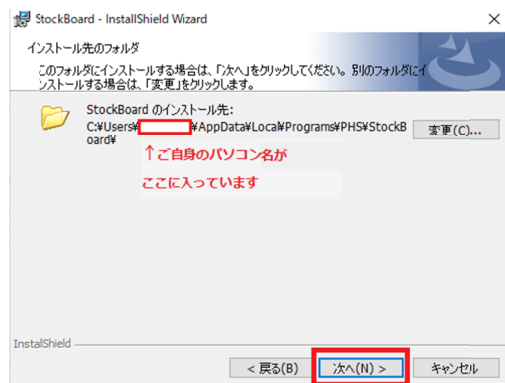 StockBoard - InstallShield Wizard
インストール先のフォルダ
このフォルダにインストールする場合は、「次へ」をクリックしてください。別のフォルダにイ
ンストールする場合は、「変更」をクリックします。
StockBoard のインストール先:
C:¥Users¥ ¥AppData¥Local¥Programs¥PHS¥StockB
oard¥
変更(C)...
↑ご自身のパソコン名が
ここに入っています
InstallShield
< 戻る(B)
次へ(N) >
キャンセル